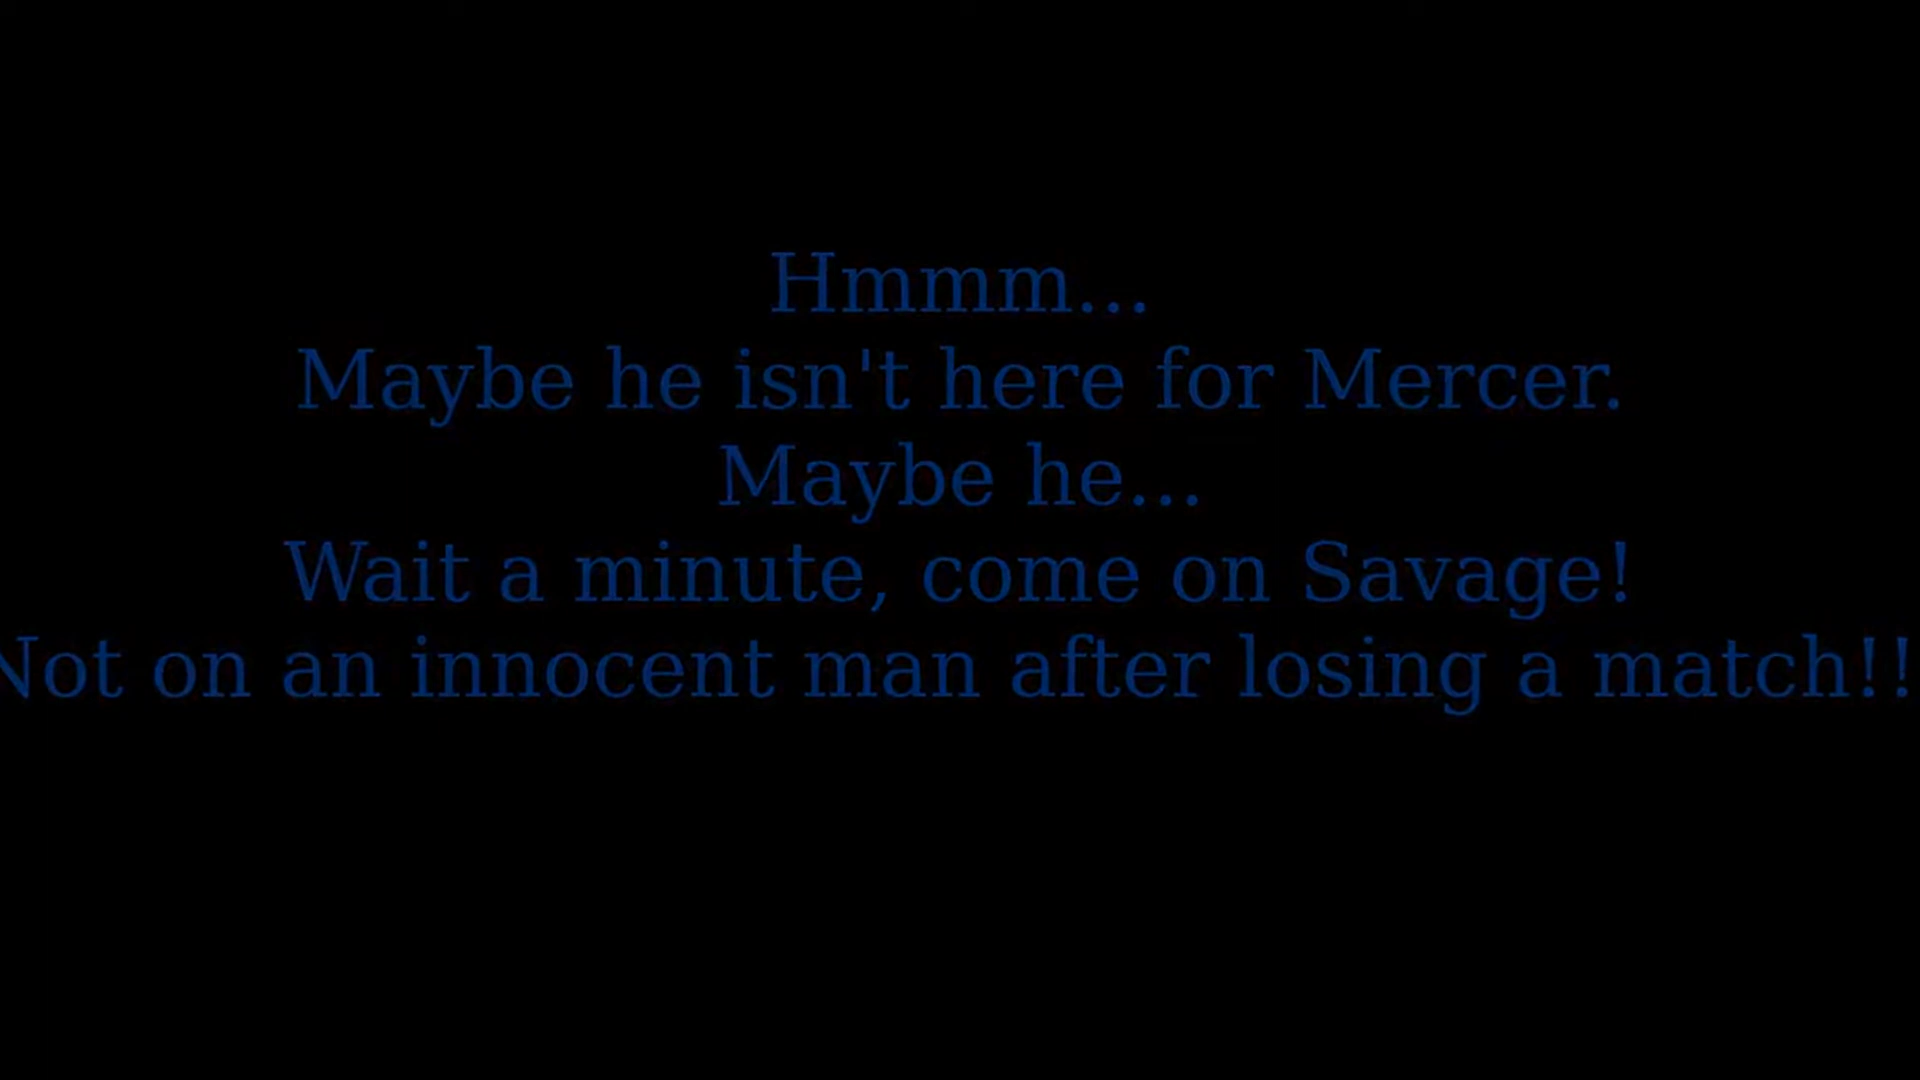 Hmmm...
Maybe he isn't here for Mercer.
Maybe he...
Wait a minute, come on Savage!
Not on an innocent man after losing a match!!